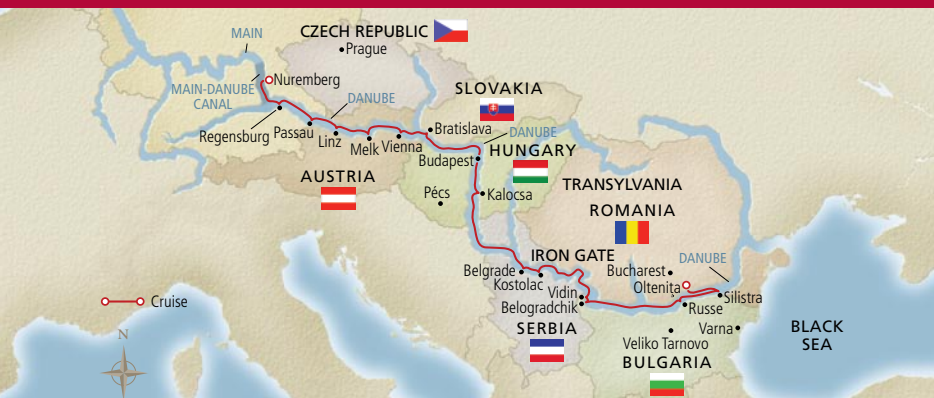 MAIN
CZECH REPUBLIC
Prague
Nuremberg
MAIN-DANUBE
CANAL
DANUBE
SLOVAKIA
Regensburg
Passau
Linz
Melk
Vienna
Bratislava
DANUBE
Budapest
HUNGARY
AUSTRIA
Pécs
Kalocsa
TRANSYLVANIA
ROMANIA
IRON GATE
Belgrade
Kostolac
Bucharest
DANUBE
Oltenița
Vidin
Belogradchik
Silistra
Russe
Cruise
N
SERBIA
Varna
Veliko Tarnovo
BULGARIA
BLACK
SEA